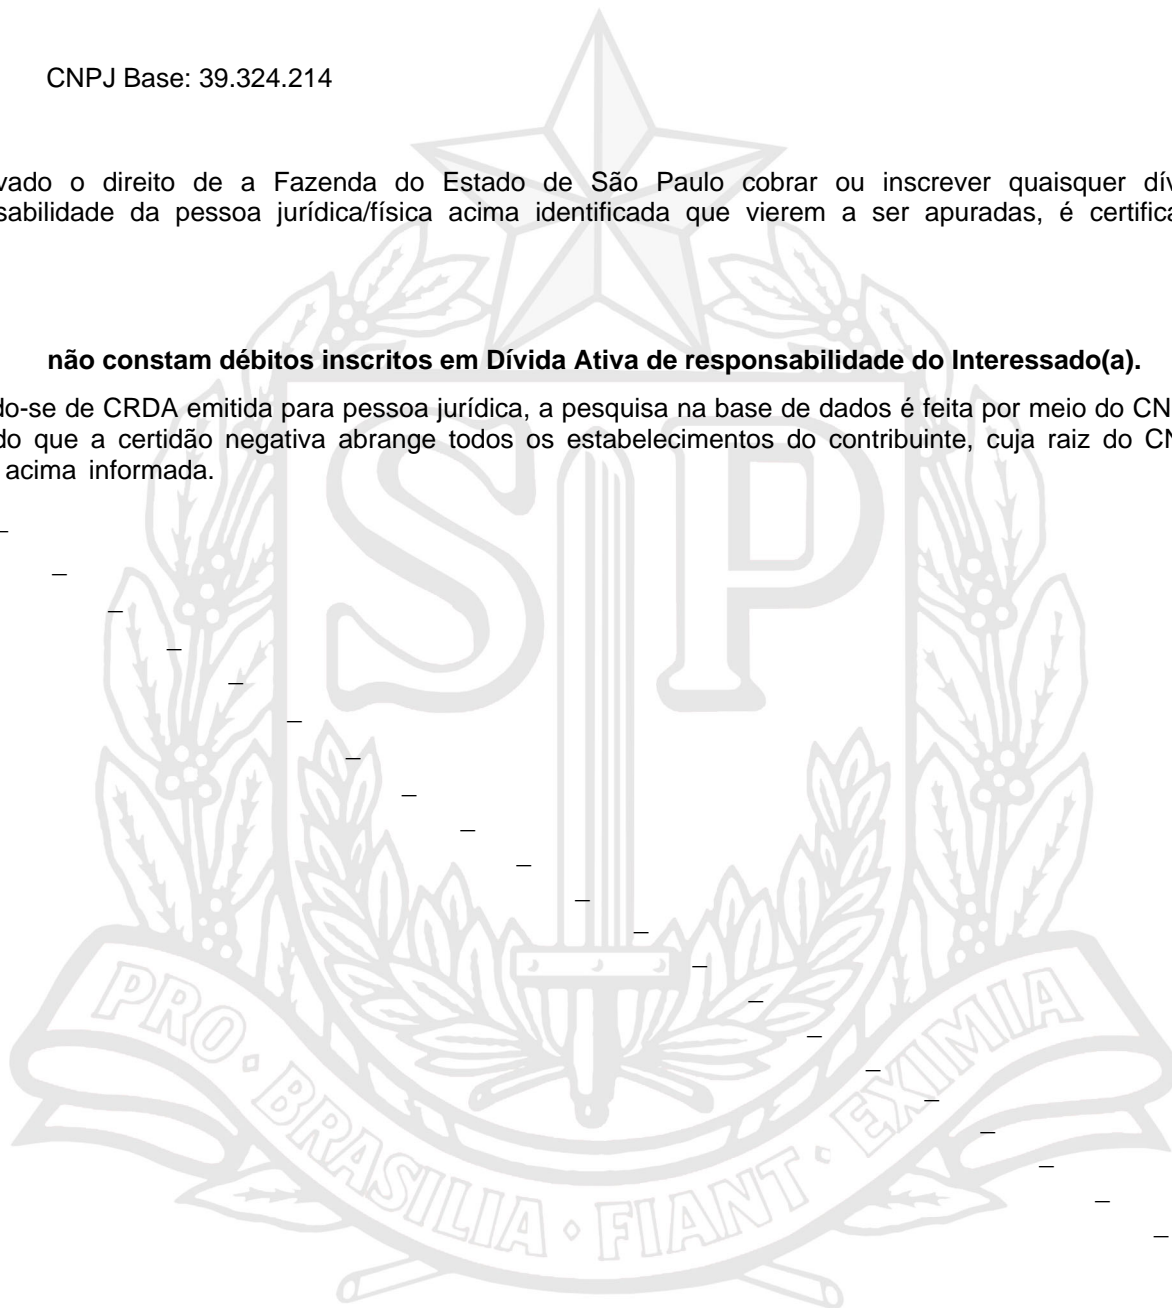 CNPJ Base: 39.324.214
vado o direito de a Fazenda do Estado de São Paulo cobrar ou inscrever quaisquer dív
sabilidade da pessoa jurídica/física acima identificada que vierem a ser apuradas, é certifica
não constam débitos inscritos em Dívida Ativa de responsabilidade do Interessado(a).
do-se de CRDA emitida para pessoa jurídica, a pesquisa na base de dados é feita por meio do CN
do que a certidão negativa abrange todos os estabelecimentos do contribuinte, cuja raiz do CN
acima informada.
SP
PRO • BRASILIA • FIANT • EXIMIA